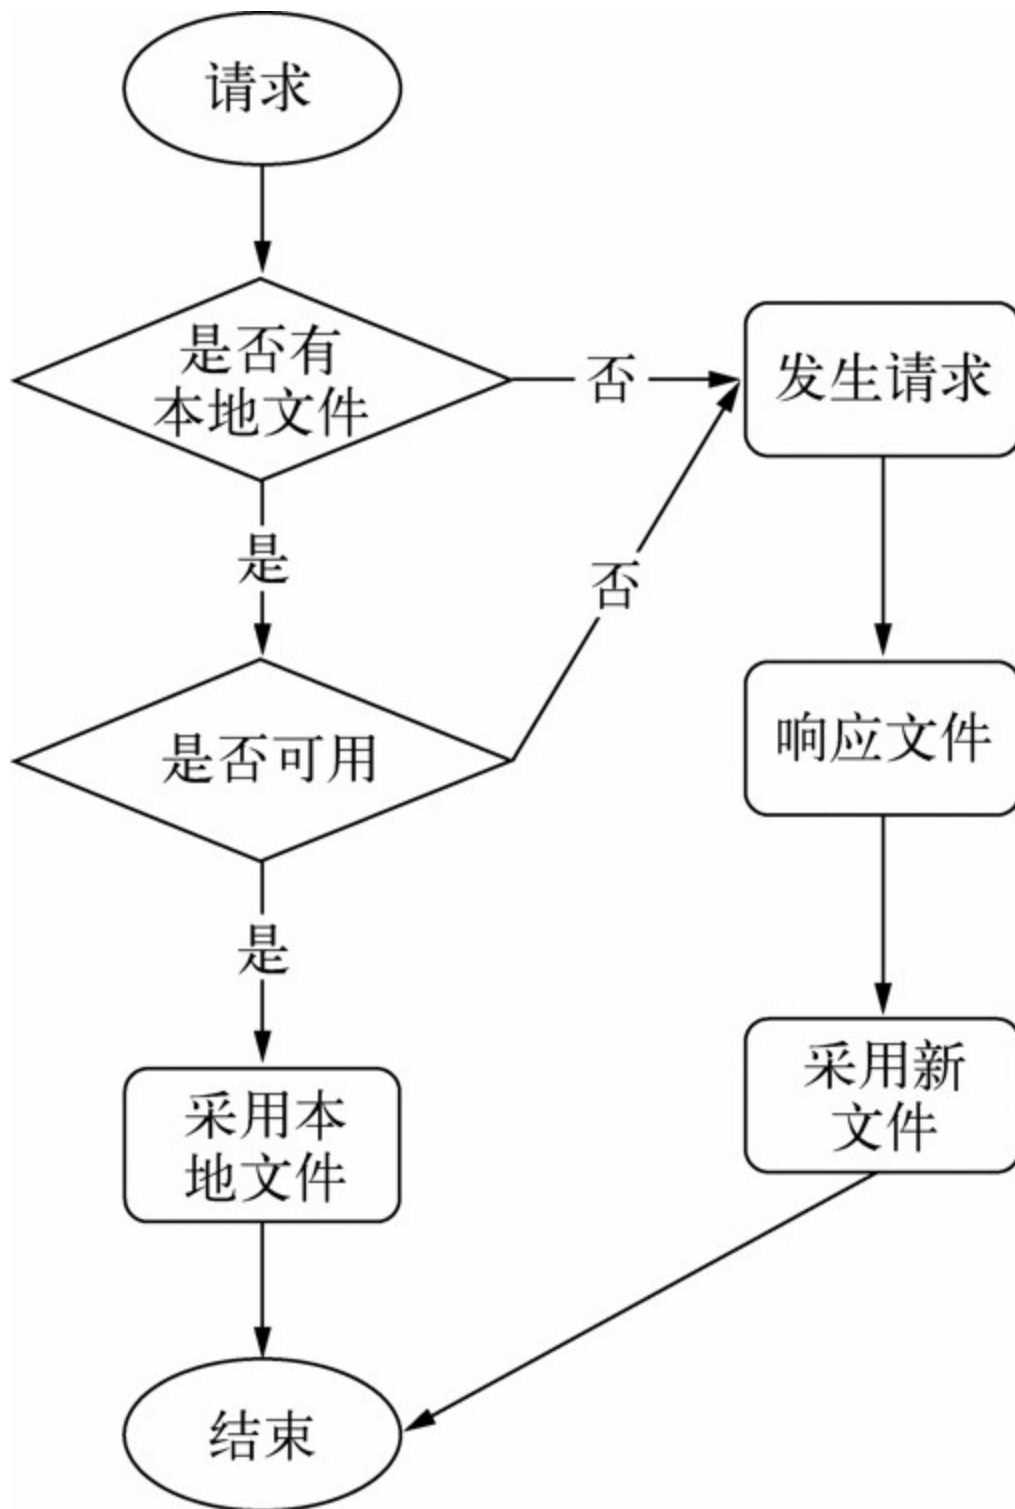 请求
是否有
本地文件
否
发生请求
是
否
是否可用
响应文件
是
采用本
地文件
采用新
文件
结束